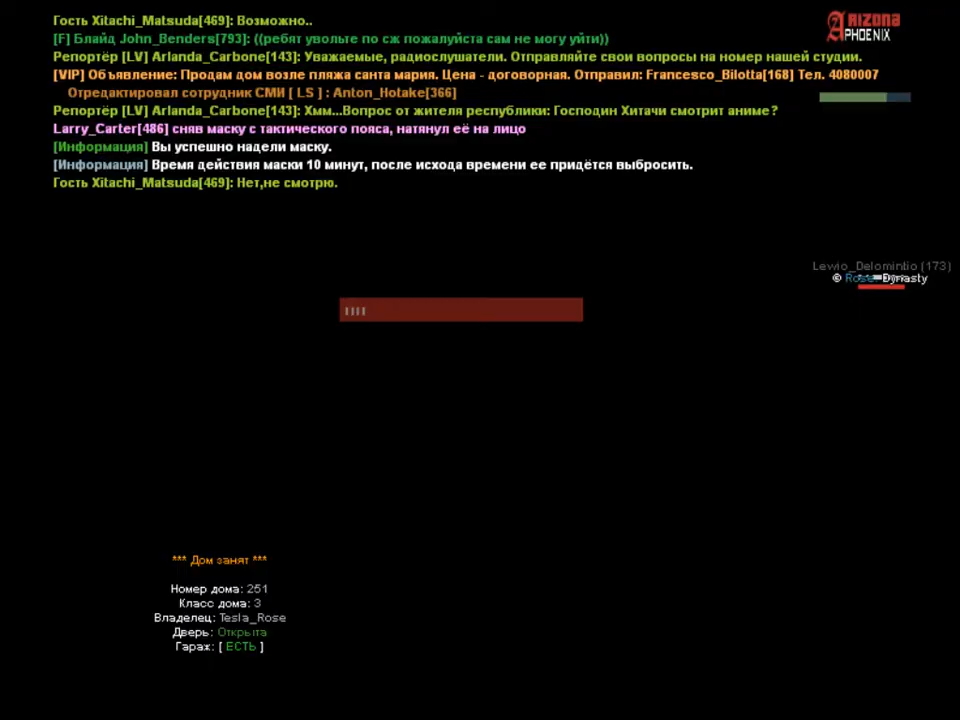 Гость Xitachi_Matsuda[469]: Возможно..
[F] Блайд John_Benders[793]: ((ребят увольте по сж пожалуйста сам не могу уйти))
Репортёр [LV] Arlanda_Carbone[143]: Уважаемые, радиослушатели. Отправляйте свои вопросы на номер нашей студии.
[VIP] Объявление: Продам дом возле пляжа санта мария. Цена - договорная. Отправил: Francesco_Bilotta[168] Тел. 4080007
Отредактировал сотрудник СМИ [ LS ] : Anton_Hotake[366]
Репортёр [LV] Arlanda_Carbone[143]: Хмм...Вопрос от жителя республики: Господин Хитачи смотрит аниме?
Larry_Carter[486] сняв маску с тактического пояса, натянул её на лицо
[Информация] Вы успешно надели маску.
[Информация] Время действия маски 10 минут, после исхода времени ее придётся выбросить.
Гость Xitachi_Matsuda[469]: Нет,не смотрю.
ARIZONA
PHOENIX
Lewio_Delomintio (173)
© Rose Dynasty
*** Дом занят ***
Номер дома: 251
Класс дома: 3
Владелец: Tesla_Rose
Дверь: Открыта
Гараж: [ ЕСТЬ ]